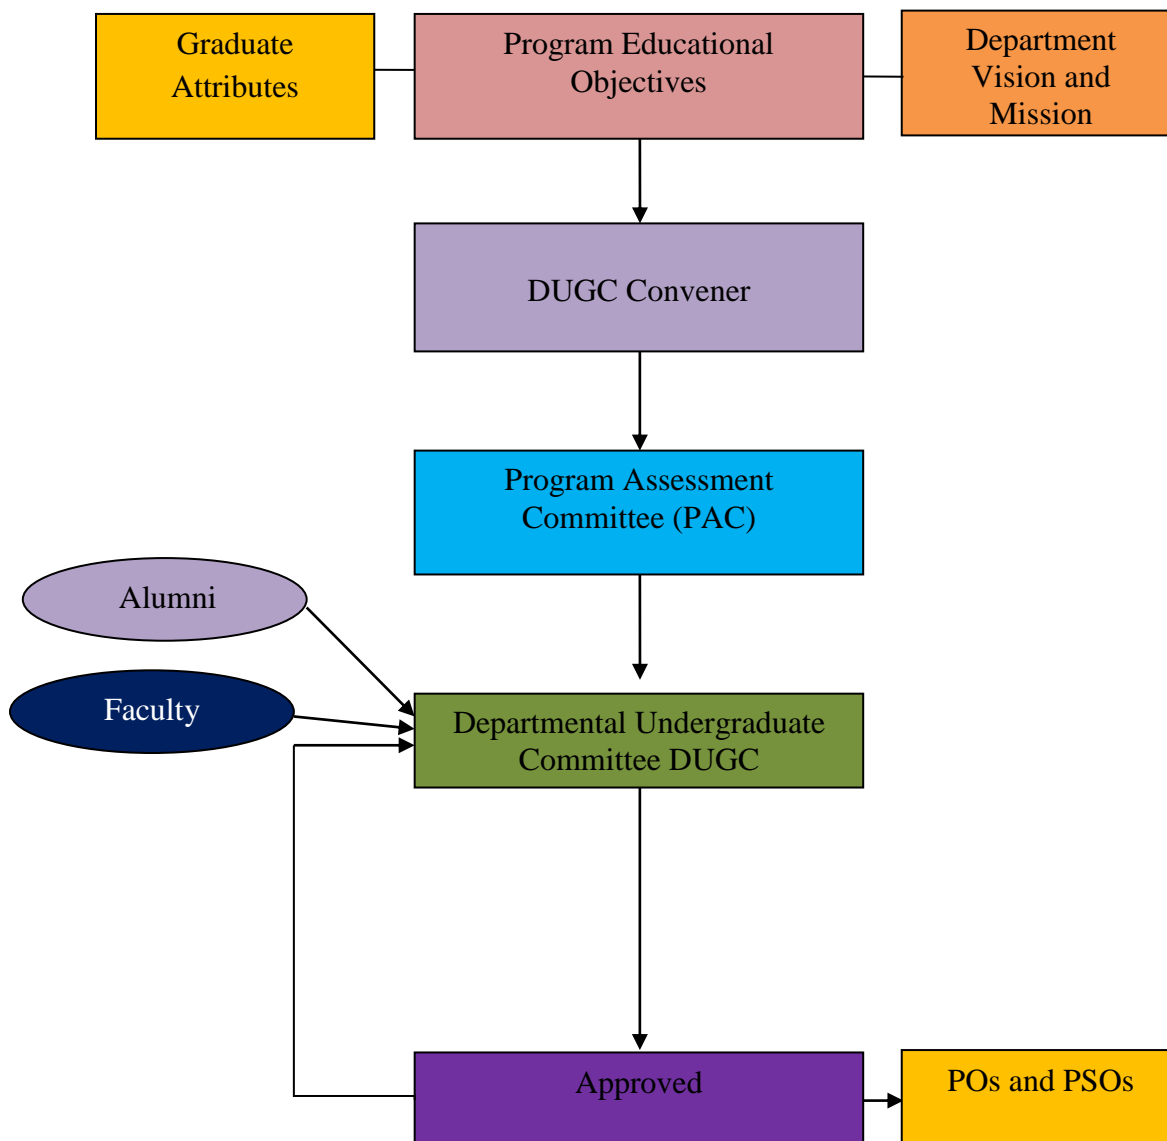 Graduate
Attributes
Program Educational
Objectives
Department
Vision and
Mission
DUGC Convener
Program Assessment
Committee (PAC)
Alumni
Faculty
Departmental Undergraduate
Committee DUGC
Approved
POs and PSOs